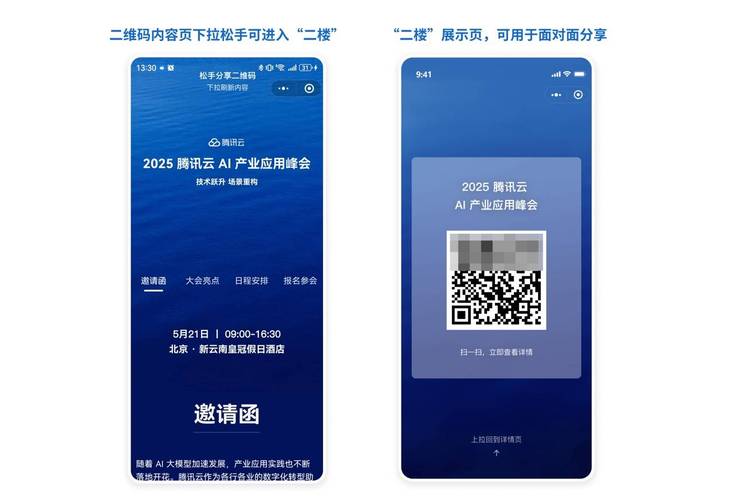 二维码内容页下拉松手可进入“二楼”
“二楼”展示页，可用于面对面分享
13:30
31
松手分享二维码
下拉刷新内容
腾讯云
2025 腾讯云 AI 产业应用峰会
技术跃升 场景重构
邀请函 大会亮点 日程安排 报名参会
5月21日 | 09:00-16:30
北京 · 新云南皇冠假日酒店
邀请函
随着 AI 大模型加速发展，产业应用实践也不断
落地开花。腾讯云作为各行各业的数字化转型助
9:41
2025 腾讯云
AI 产业应用峰会
扫一扫，立即查看详情
上拉回到详情页